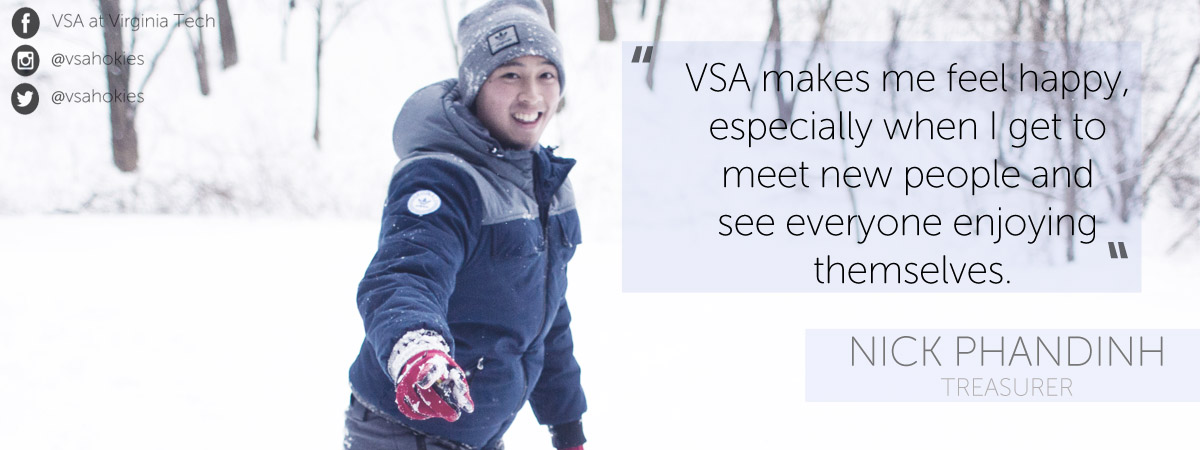 VSA at Virginia Tech
@vsahokies
@vsahokies
“
VSA makes me feel happy,
especially when I get to
meet new people and
see everyone enjoying
themselves.
"
NICK PHANDINH
TREASURER